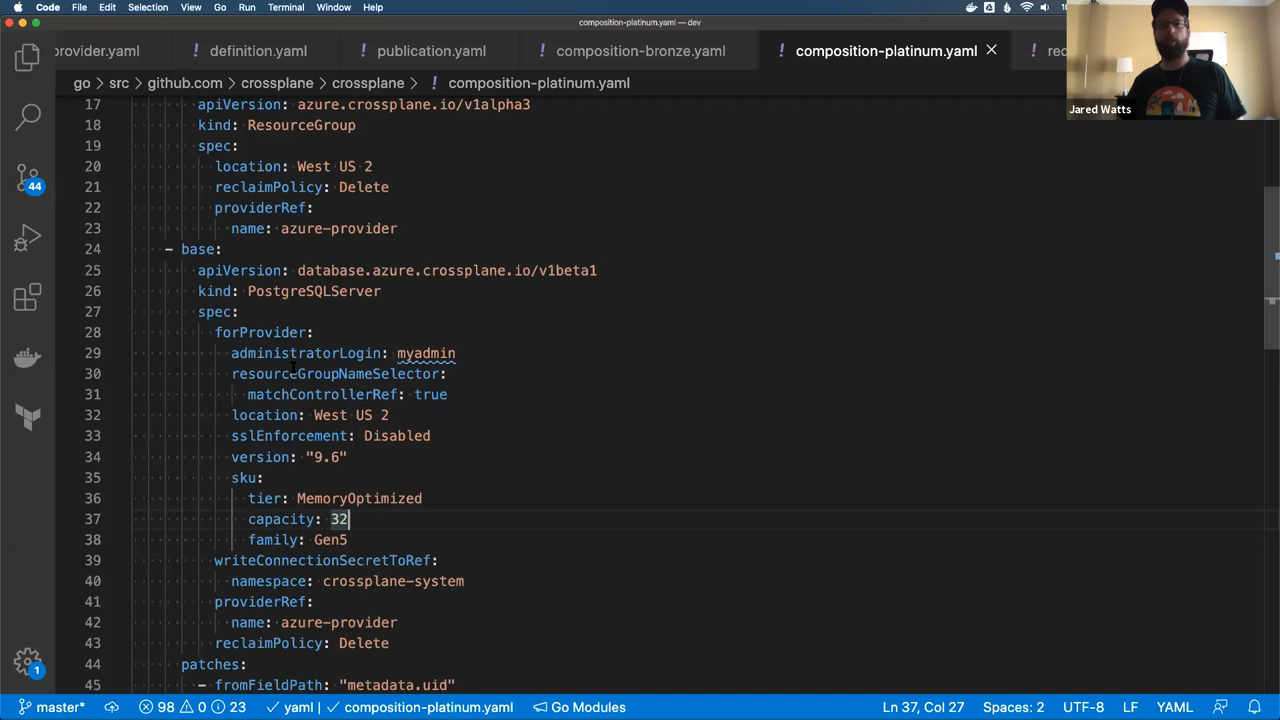 Code File Edit Selection View Go Run Terminal Window Help
composition-platinum.yaml — dev
provider.yaml ! definition.yaml ! publication.yaml ! composition-bronze.yaml ! composition-platinum.yaml × !
go > src > github.com > crossplane > crossplane > ! composition-platinum.yaml
Jared Watts
17 apiVersion: azure.crossplane.io/v1alpha3
18 kind: ResourceGroup
19 spec:
20 location: West US 2
21 reclaimPolicy: Delete
22 providerRef:
23 name: azure-provider
24 - base:
25 apiVersion: database.azure.crossplane.io/v1beta1
26 kind: PostgreSQLServer
27 spec:
28 forProvider:
29 administratorLogin: myadmin
30 resourceGroupNameSelector:
31 matchControllerRef: true
32 location: West US 2
33 sslEnforcement: Disabled
34 version: "9.6"
35 sku:
36 tier: MemoryOptimized
37 capacity: 32
38 family: Gen5
39 writeConnectionSecretToRef:
40 namespace: crossplane-system
41 providerRef:
42 name: azure-provider
43 reclaimPolicy: Delete
44 patches:
45 - fromFieldPath: "metadata.uid"
44
1
master* 98 0 23 yaml composition-platinum.yaml Go Modules Ln 37, Col 27 Spaces: 2 UTF-8 LF YAML